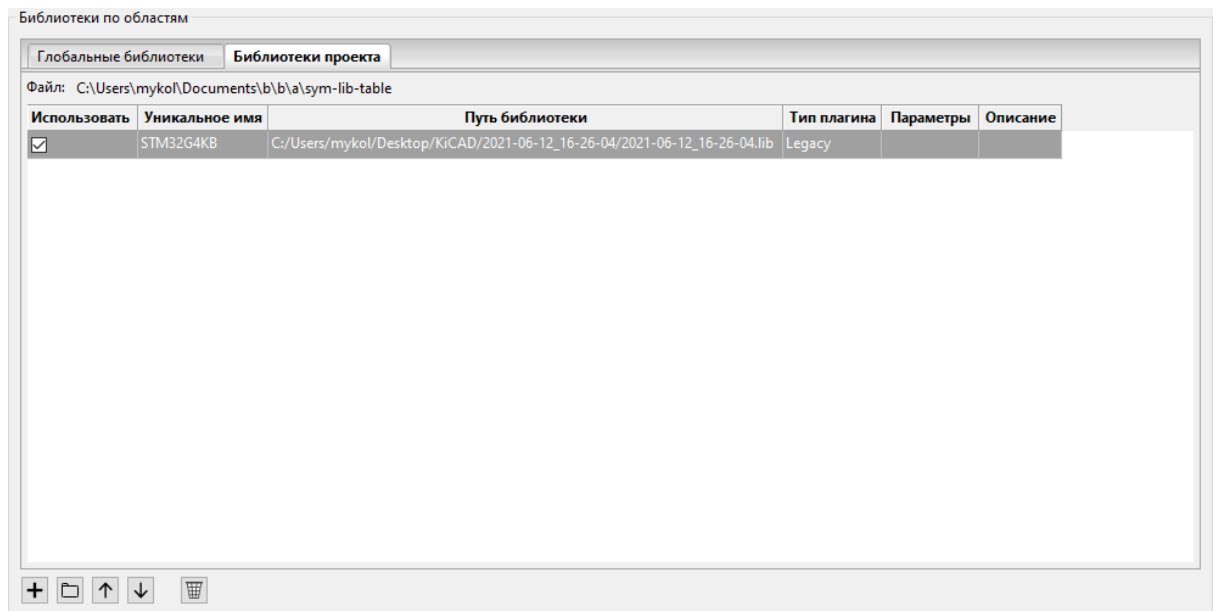 Библиотеки по областям
Глобальные библиотеки Библиотеки проекта
Файл: C:\Users\mykol\Documents\b\b\a\sym-lib-table
Использовать Уникальное имя Путь библиотеки Тип плагина Параметры Описание
STM32G4KB C:/Users/mykol/Desktop/KiCAD/2021-06-12_16-26-04/2021-06-12_16-26-04.lib Legacy